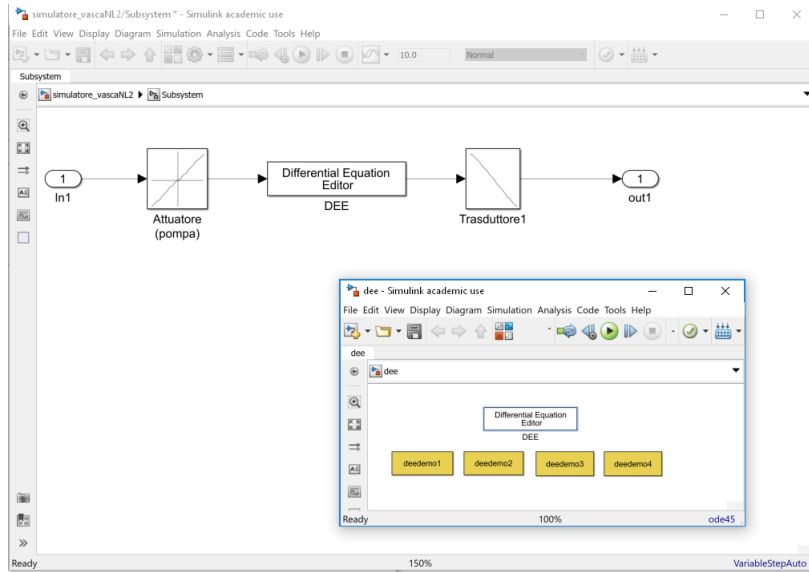 simulatore_vascaNL2/Subsystem * - Simulink academic use
File Edit View Display Diagram Simulation Analysis Code Tools Help
10.0 Normal
Subsystem
simulatore_vascaNL2 Subsystem
1
In1
Attuatore
(pompa)
Differential Equation
Editor
DEE
Trasduttore1
1
out1
dee - Simulink academic use
File Edit View Display Diagram Simulation Analysis Code Tools Help
dee
dee
Differential Equation
Editor
DEE
deedemo1 deedemo2 deedemo3 deedemo4
Ready 100% ode45
Ready 150% VariableStepAuto